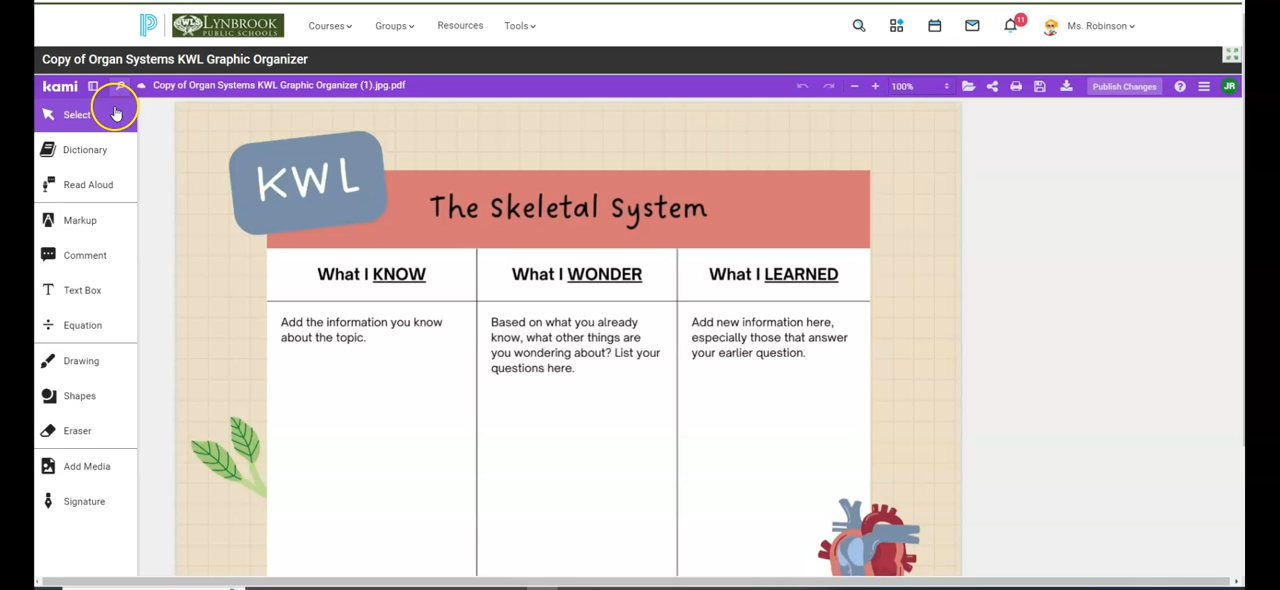 LYNBROOK
PUBLIC SCHOOLS
Courses
Groups
Resources
Tools
11
Ms. Robinson
Copy of Organ Systems KWL Graphic Organizer
kami
Copy of Organ Systems KWL Graphic Organizer (1).jpg.pdf
100%
Publish Changes
JR
Select
Dictionary
Read Aloud
Markup
Comment
Text Box
Equation
Drawing
Shapes
Eraser
Add Media
Signature
KWL
The Skeletal System
What I KNOW
Add the information you know
about the topic.
What I WONDER
Based on what you already
know, what other things are
you wondering about? List your
questions here.
What I LEARNED
Add new information here,
especially those that answer
your earlier question.